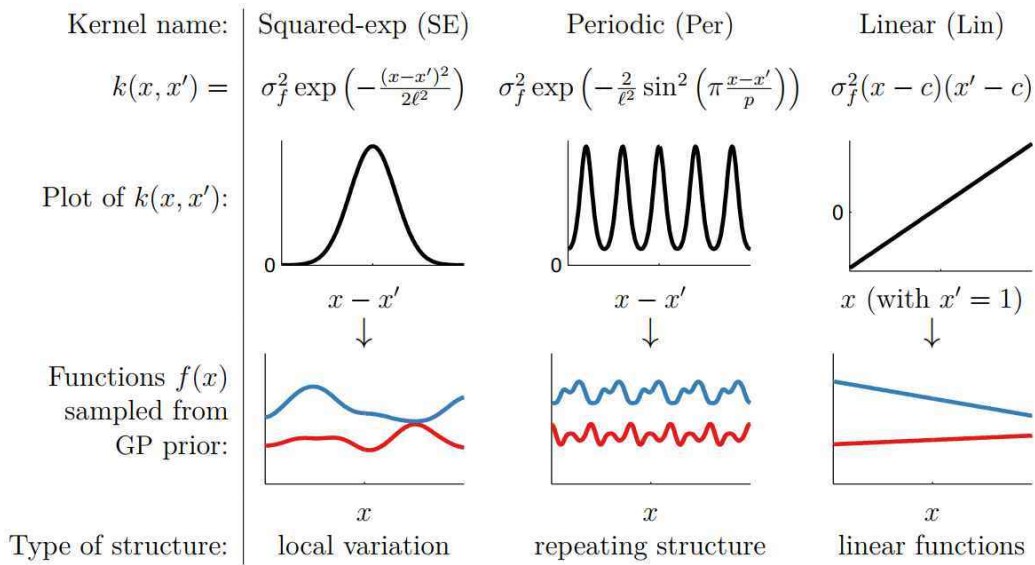 Kernel name: Squared-exp (SE) Periodic (Per) Linear (Lin)
k(x, x′) = σ_f^2 exp(−(x−x′)^2/2ℓ^2) σ_f^2 exp(−2/ℓ^2 sin^2(π x−x′/p)) σ_f^2(x − c)(x′ − c)
Plot of k(x, x′):
0
0
0
x − x′ x − x′ x (with x′ = 1)
↓ ↓ ↓
Functions f(x)
sampled from
GP prior:
x x x
Type of structure: local variation repeating structure linear functions